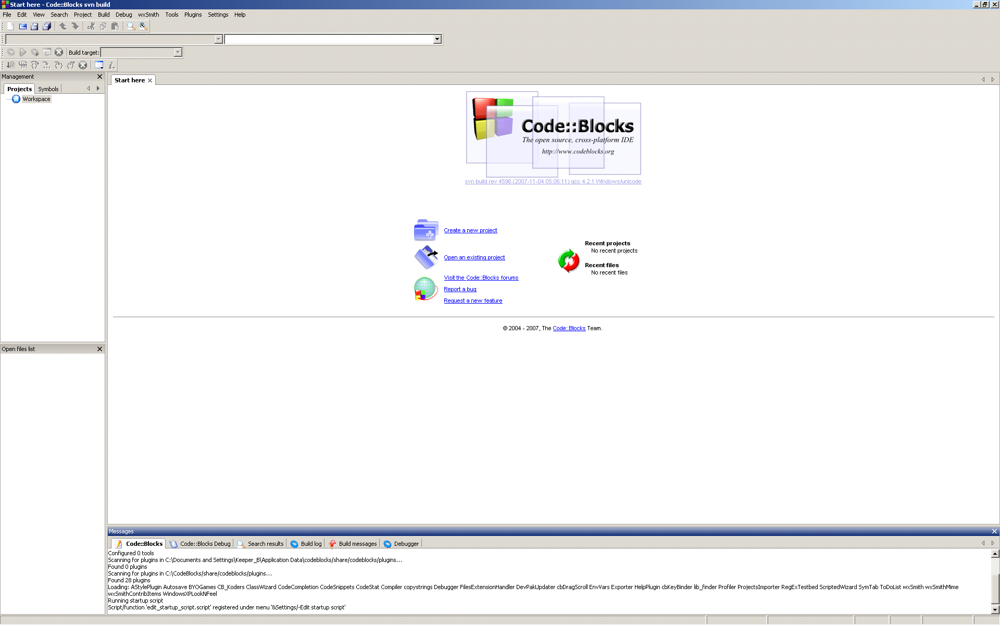 Start here - Code::Blocks svn build
File Edit View Search Project Build Debug wxSmith Tools Plugins Settings Help
Build target:
Management
Projects Symbols
Workspace
Start here
Code::Blocks
The open source, cross-platform IDE
http://www.codeblocks.org
svn build rev 4596 (2007-11-04 05:06:11) gcc 4.2.1 Windows/unicode
Create a new project
Open an existing project
Visit the Code::Blocks forums
Report a bug
Request a new feature
Recent projects
No recent projects
Recent files
No recent files
© 2004 - 2007, The Code::Blocks Team.
Open files list
Messages
Code::Blocks Code::Blocks Debug Search results Build log Build messages Debugger
Configured 0 tools
Scanning for plugins in C:\Documents and Settings\Keeper_B\Application Data\codeblocks/share/codeblocks/plugins...
Found 0 plugins
Scanning for plugins in C:\CodeBlocks/share/codeblocks/plugins...
Found 28 plugins
Loading: AStylePlugin Autosave BYOGames CB_Koders ClassWizard CodeCompletion CodeSnippets CodeStat Compiler copystrings Debugger FilesExtensionHandler DevPakUpdater cbDragScroll EnvVars Exporter HelpPlugin cbKeyBinder lib_finder Profiler ProjectsImporter RegExTestbed ScriptedWizard SymTab ToDoList wxSmith wxSmithMime
wxSmithContribItems WindowsXPLookNFeel
Running startup script
Script/function 'edit_startup_script.script' registered under menu '&Settings/-Edit startup script'